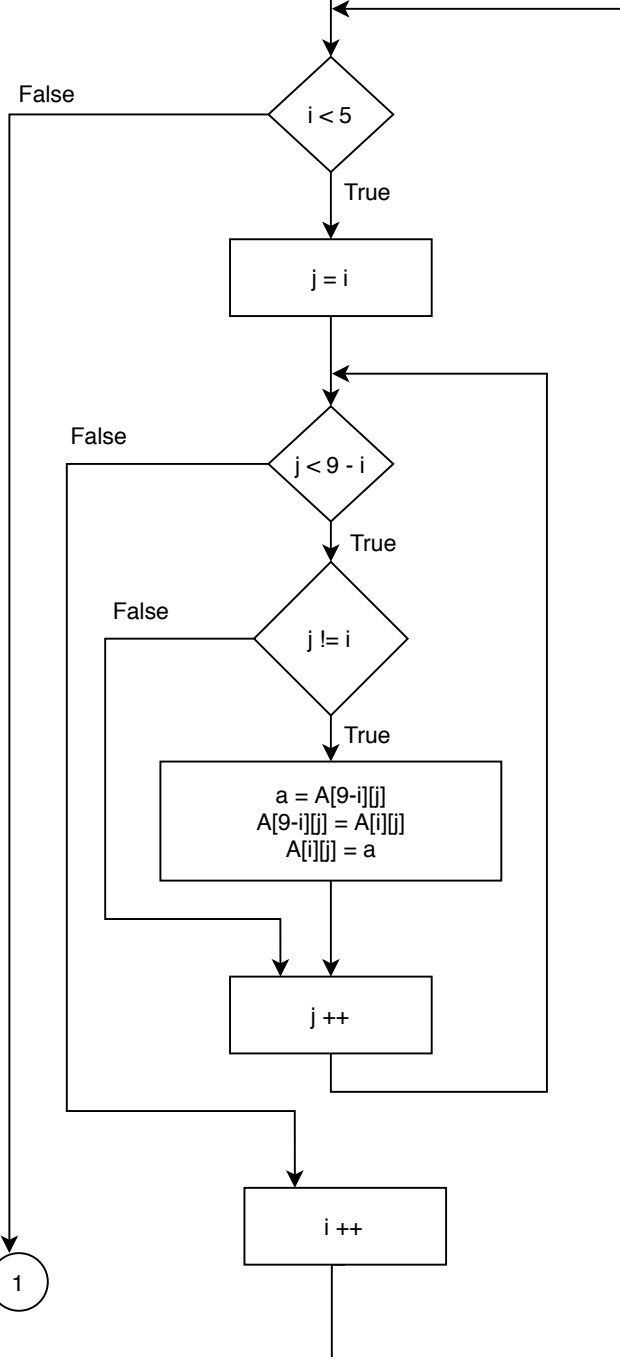 False
i < 5
True
j = i
False
j < 9 - i
True
False
j != i
True
a = A[9-i][j]
A[9-i][j] = A[i][j]
A[i][j] = a
j ++
i ++
1